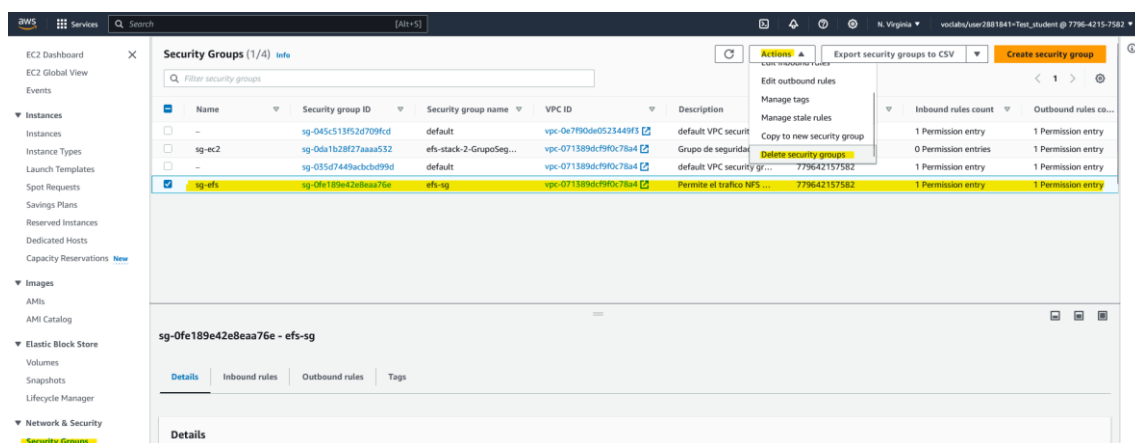 aws Services Search [Alt+S] N. Virginia voclabs/user2881841=Test_student @ 7796-4215-7582
EC2 Dashboard
EC2 Global View
Events
Instances
Instances
Instance Types
Launch Templates
Spot Requests
Savings Plans
Reserved Instances
Dedicated Hosts
Capacity Reservations New
Images
AMIs
AMI Catalog
Elastic Block Store
Volumes
Snapshots
Lifecycle Manager
Network & Security
Security Groups
Security Groups (1/4) Info Actions Export security groups to CSV Create security group
Filter security groups 1
Edit inbound rules
Edit outbound rules
Manage tags
Manage stale rules
Copy to new security group
Delete security groups
Name Security group ID Security group name VPC ID Description Inbound rules count Outbound rules co...
– sg-045c513f52d709fcd default vpc-0e7f90de0523449f3 default VPC securit 1 Permission entry 1 Permission entry
sg-ec2 sg-0da1b28f27aaaa532 efs-stack-2-GrupoSeg... vpc-071389dcf9f0c78a4 Grupo de seguridad 0 Permission entries 1 Permission entry
– sg-035d7449acbcbd99d default vpc-071389dcf9f0c78a4 default VPC security gr... 779642157582 1 Permission entry 1 Permission entry
sg-efs sg-0fe189e42e8eaa76e efs-sg vpc-071389dcf9f0c78a4 Permite el trafico NFS ... 779642157582 1 Permission entry 1 Permission entry
sg-0fe189e42e8eaa76e - efs-sg
Details Inbound rules Outbound rules Tags
Details